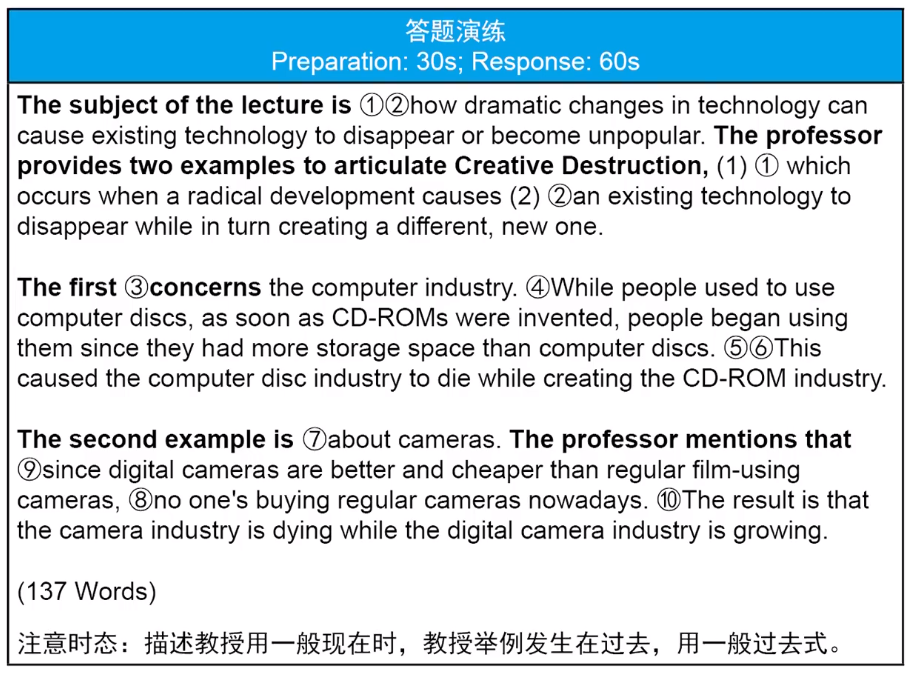 答题演练
Preparation: 30s; Response: 60s
The subject of the lecture is ①②how dramatic changes in technology can
cause existing technology to disappear or become unpopular. The professor
provides two examples to articulate Creative Destruction, (1) ① which
occurs when a radical development causes (2) ②an existing technology to
disappear while in turn creating a different, new one.
The first ③concerns the computer industry. ④While people used to use
computer discs, as soon as CD-ROMs were invented, people began using
them since they had more storage space than computer discs. ⑤⑥This
caused the computer disc industry to die while creating the CD-ROM industry.
The second example is ⑦about cameras. The professor mentions that
⑨since digital cameras are better and cheaper than regular film-using
cameras, ⑧no one's buying regular cameras nowadays. ⑩The result is that
the camera industry is dying while the digital camera industry is growing.
(137 Words)
注意时态：描述教授用一般现在时，教授举例发生在过去，用一般过去式。